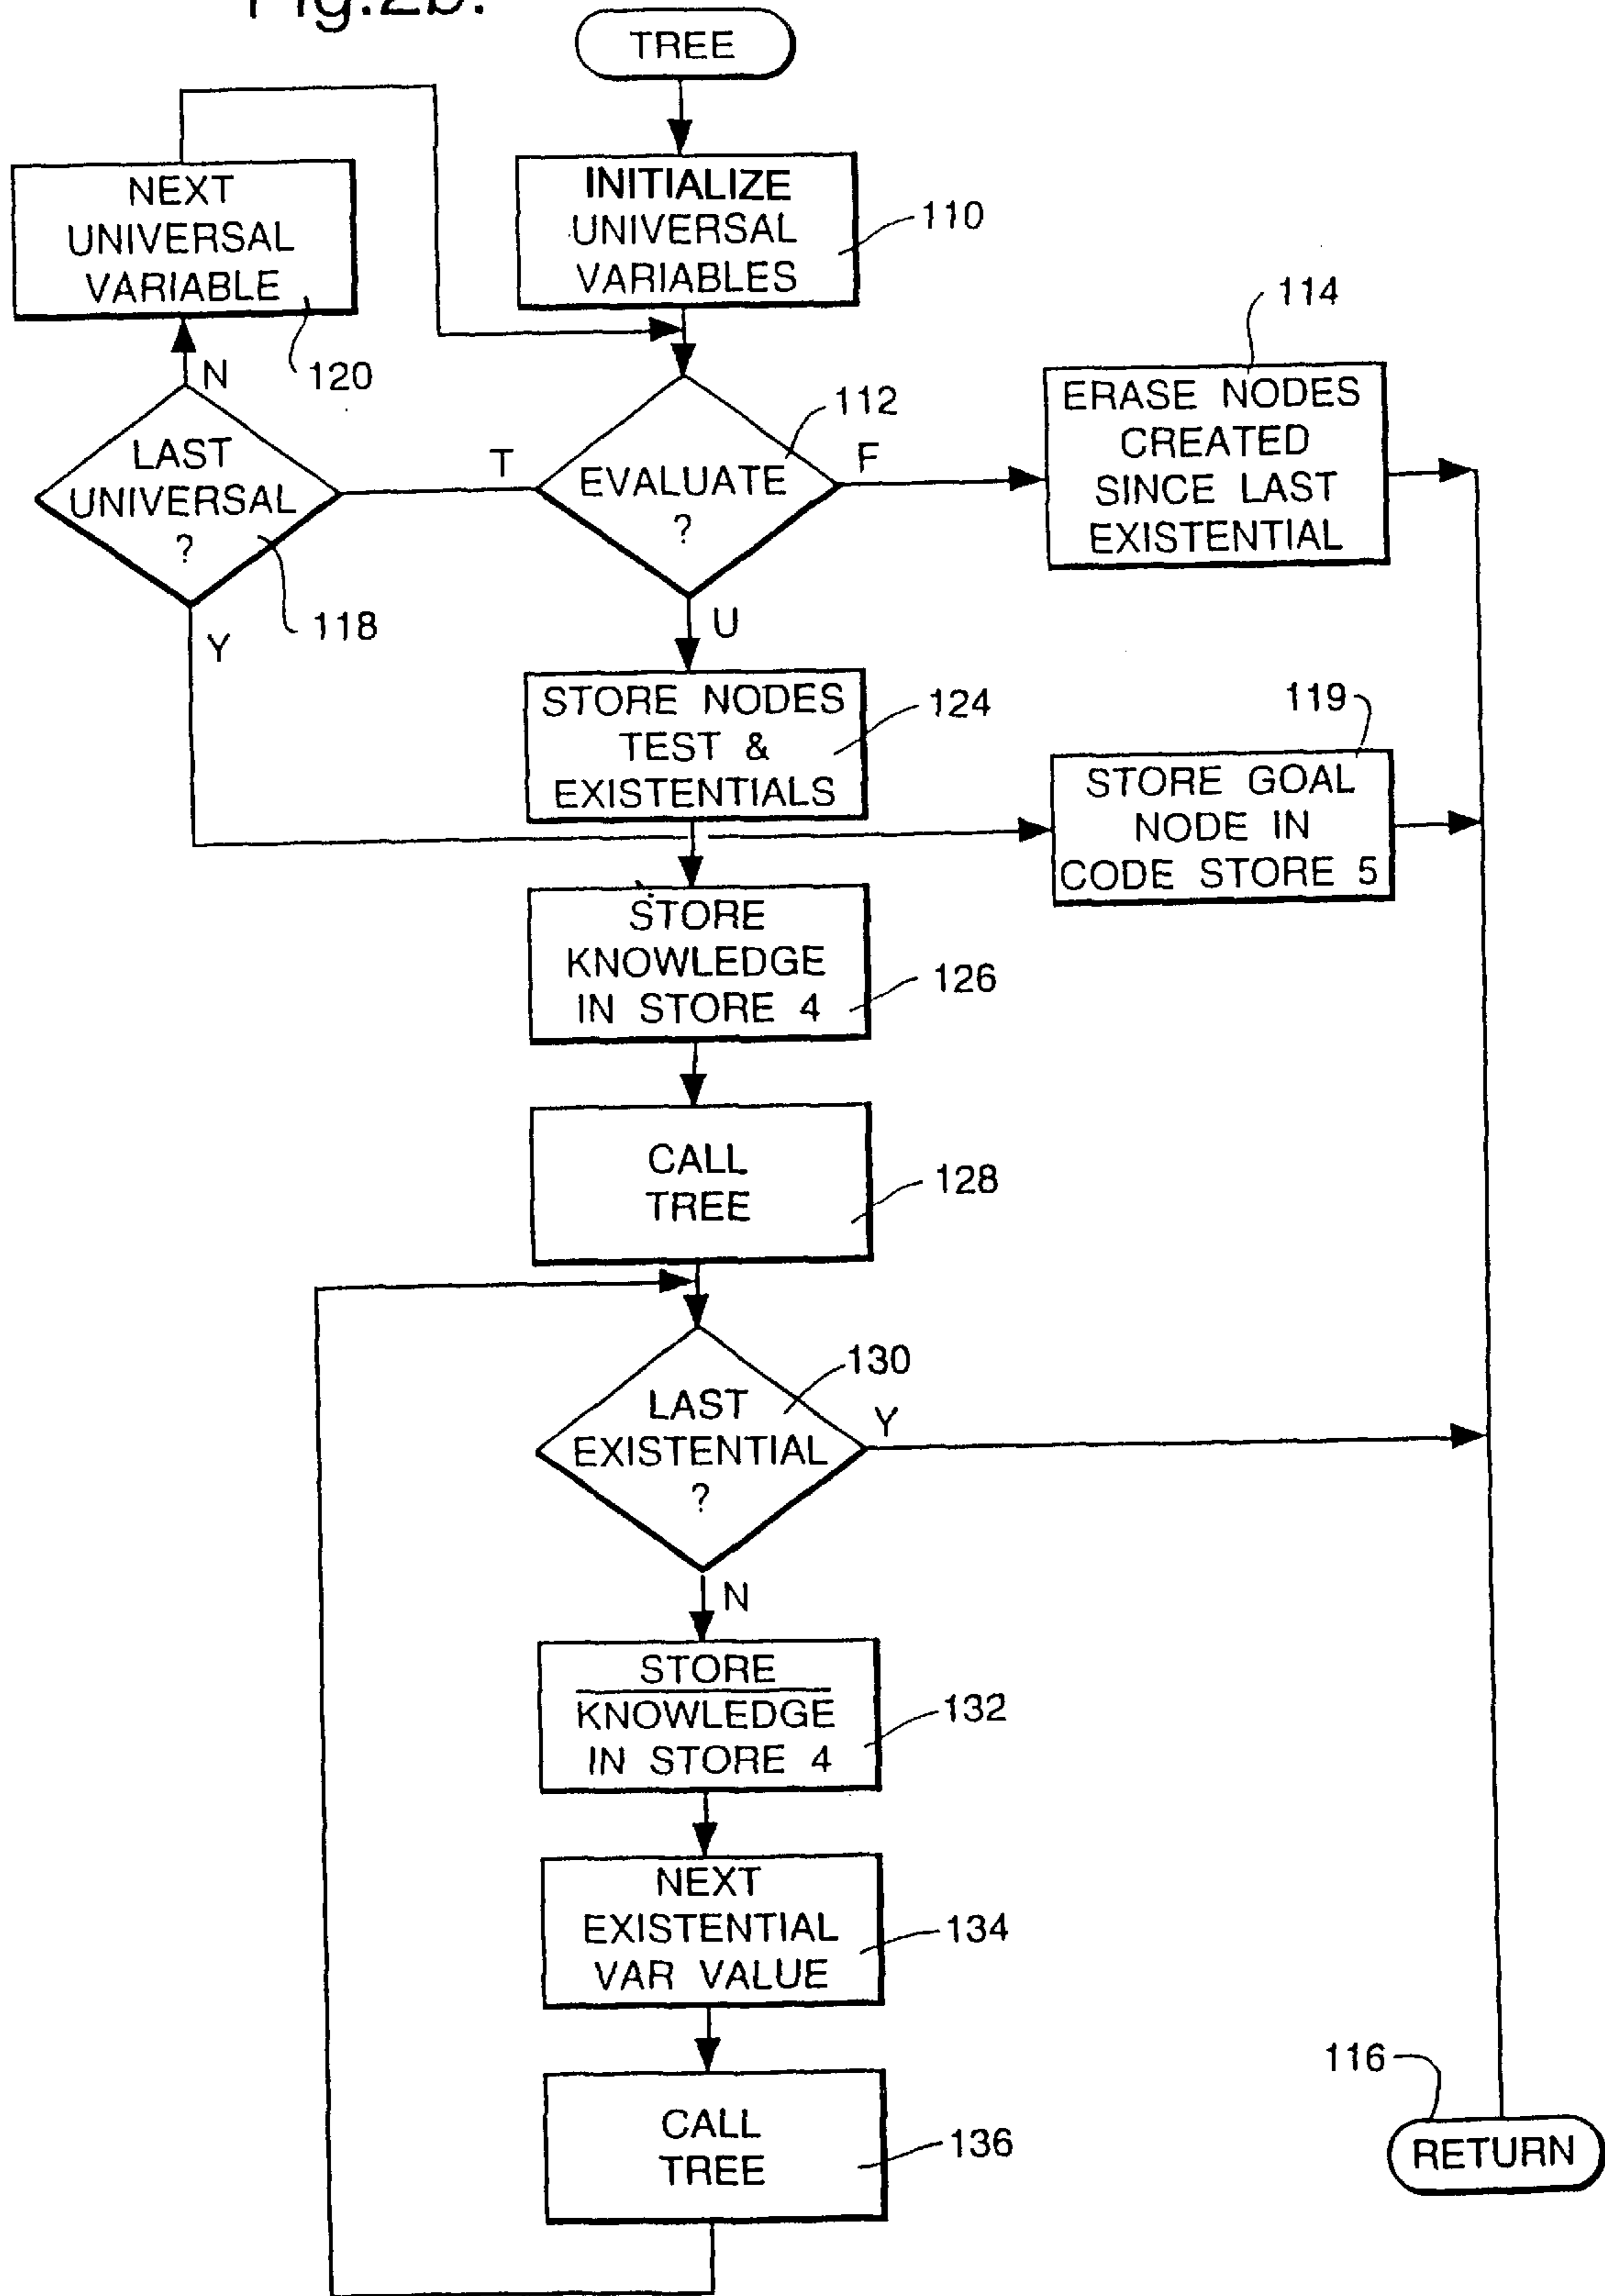 Fig.2b.
TREE
NEXT
UNIVERSAL
VARIABLE
120
INITIALIZE
UNIVERSAL
VARIABLES
110
114
N
LAST
UNIVERSAL
?
118
Y
T
112
EVALUATE
?
F
U
ERASE NODES
CREATED
SINCE LAST
EXISTENTIAL
STORE NODES
TEST &
EXISTENTIALS
124
119
STORE GOAL
NODE IN
CODE STORE 5
STORE
KNOWLEDGE
IN STORE 4
126
CALL
TREE
128
130
LAST
EXISTENTIAL
?
Y
N
STORE
KNOWLEDGE
IN STORE 4
132
NEXT
EXISTENTIAL
VAR VALUE
134
CALL
TREE
136
116
RETURN